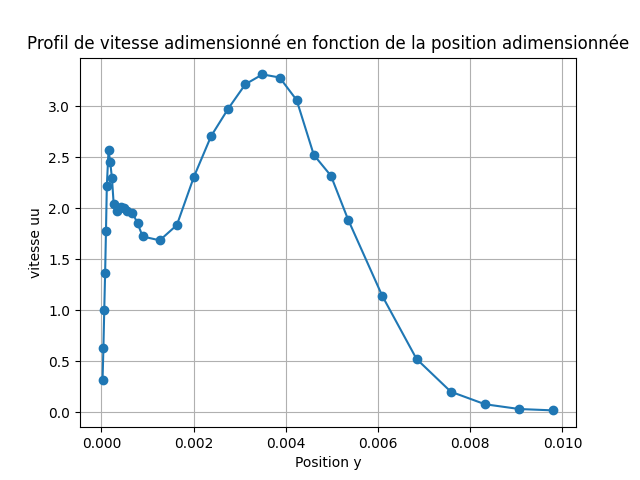 Profil de vitesse adimensionné en fonction de la position adimensionnée
3.0
2.5
2.0
1.5
1.0
0.5
0.0
vitesse uu
0.000 0.002 0.004 0.006 0.008 0.010
Position y